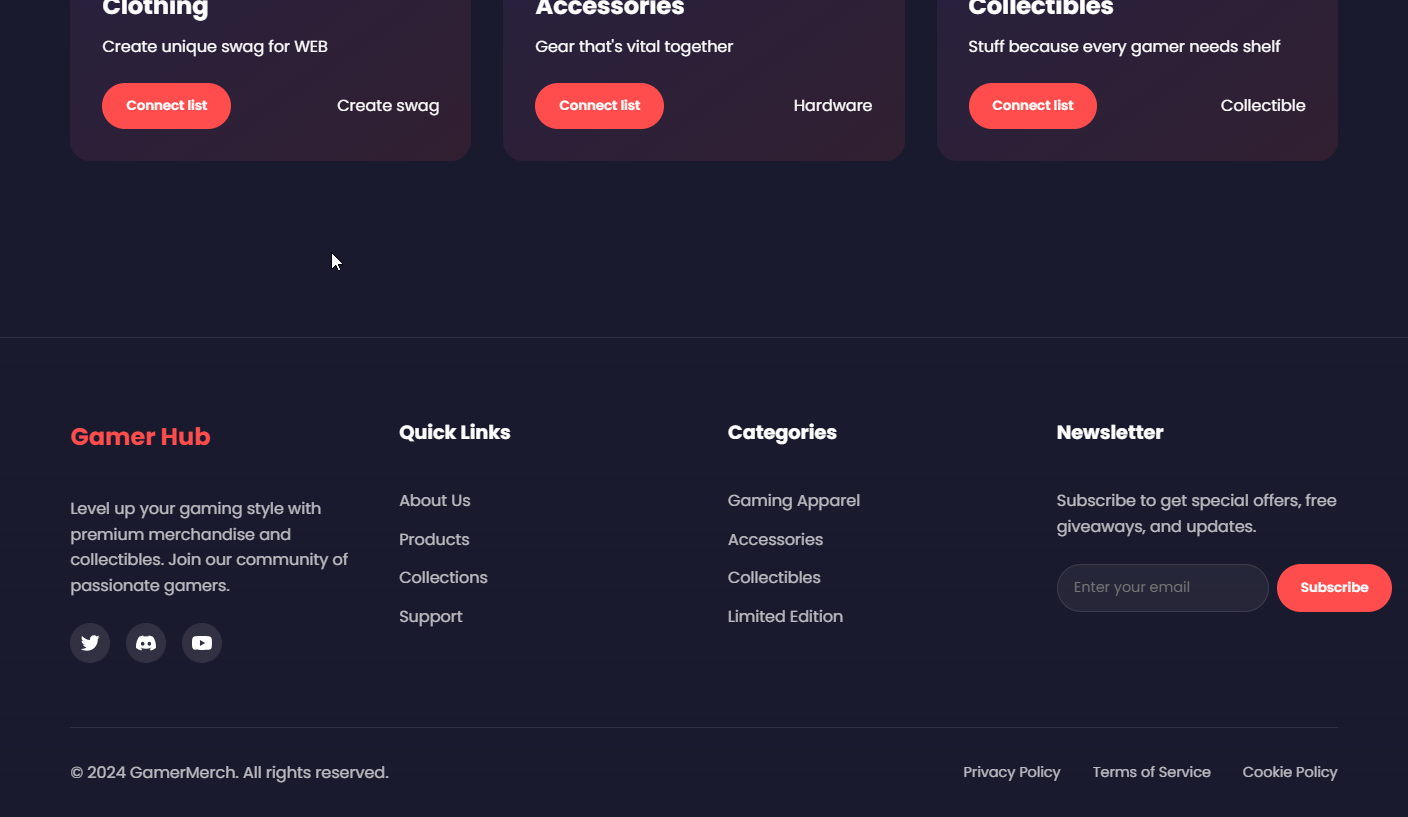 Clothing
Create unique swag for WEB
Connect list
Create swag
Accessories
Gear that's vital together
Connect list
Hardware
Collectibles
Stuff because every gamer needs shelf
Connect list
Collectible
Gamer Hub
Level up your gaming style with
premium merchandise and
collectibles. Join our community of
passionate gamers.
Quick Links
About Us
Products
Collections
Support
Categories
Gaming Apparel
Accessories
Collectibles
Limited Edition
Newsletter
Subscribe to get special offers, free
giveaways, and updates.
Enter your email
Subscribe
© 2024 GamerMerch. All rights reserved.
Privacy Policy
Terms of Service
Cookie Policy